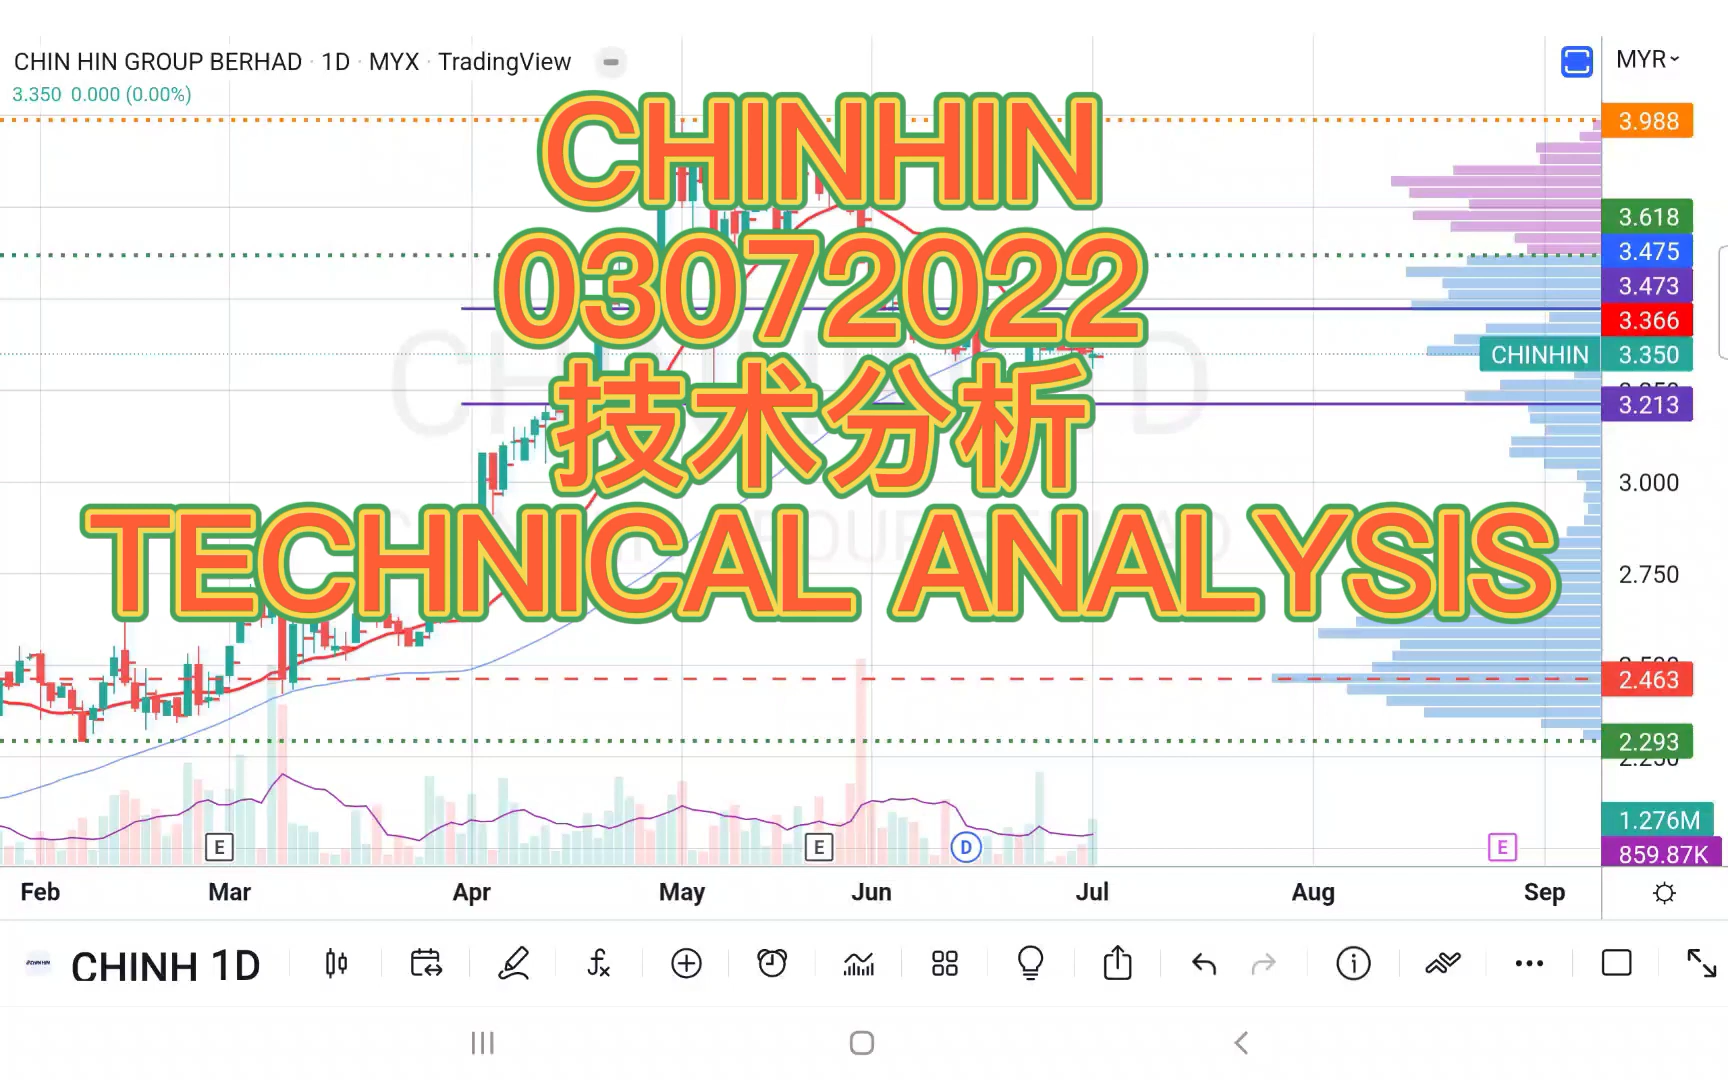 CHIN HIN GROUP BERHAD · 1D · MYX · TradingView
MYR
3.350 0.000 (0.00%)
CHINHIN
03072022
技术分析
TECHNICAL ANALYSIS
3.988
3.618
3.475
3.473
3.366
CHINHIN 3.350
3.213
3.000
2.750
2.463
2.293
2.250
1.276M
859.87K
E
E
D
E
Feb Mar Apr May Jun Jul Aug Sep
CHINH 1D